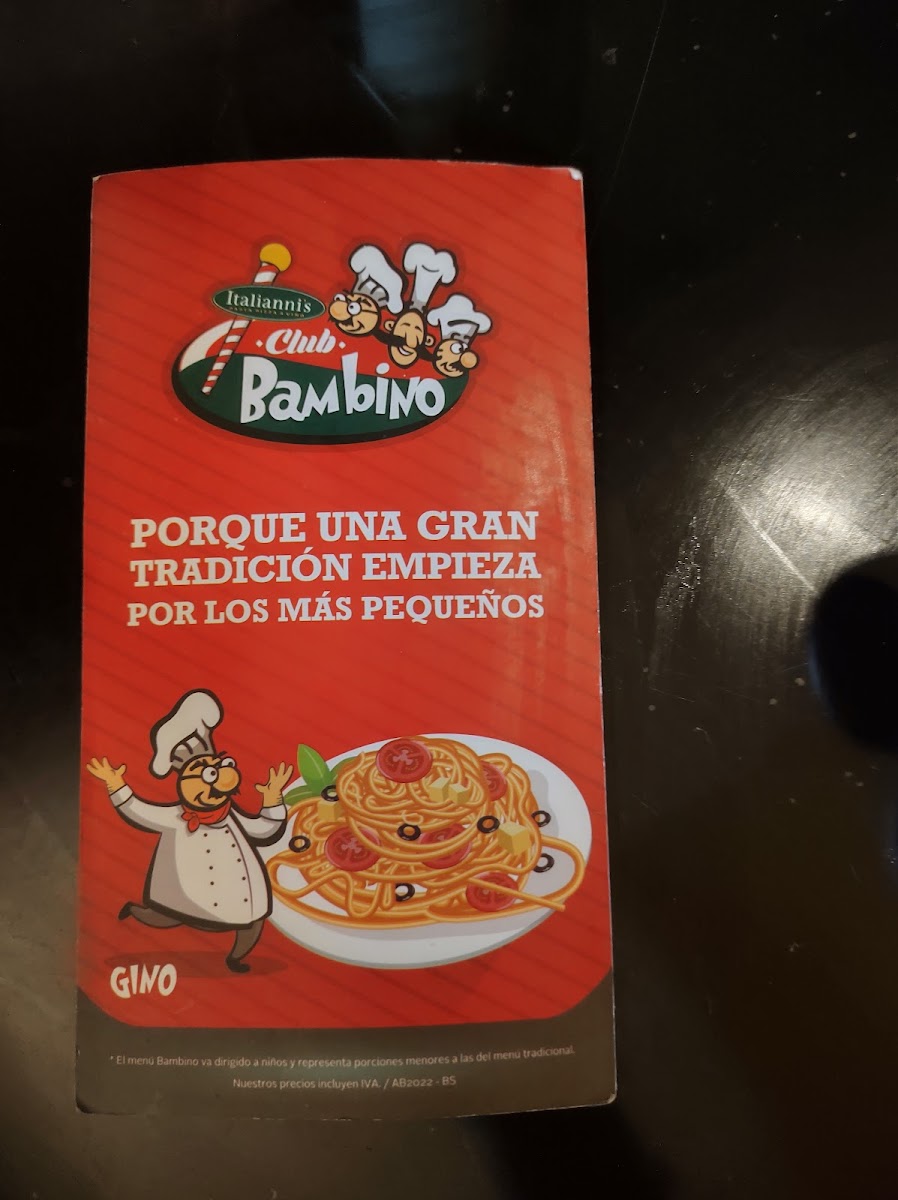 Italianni's
PASTA PIZZA & VINO
·Club·
Bambino
PORQUE UNA GRAN
TRADICIÓN EMPIEZA
POR LOS MÁS PEQUEÑOS
GINO
* El menú Bambino va dirigido a niños y representa porciones menores a las del menú tradicional.
Nuestros precios incluyen IVA. / AB2022 - B5